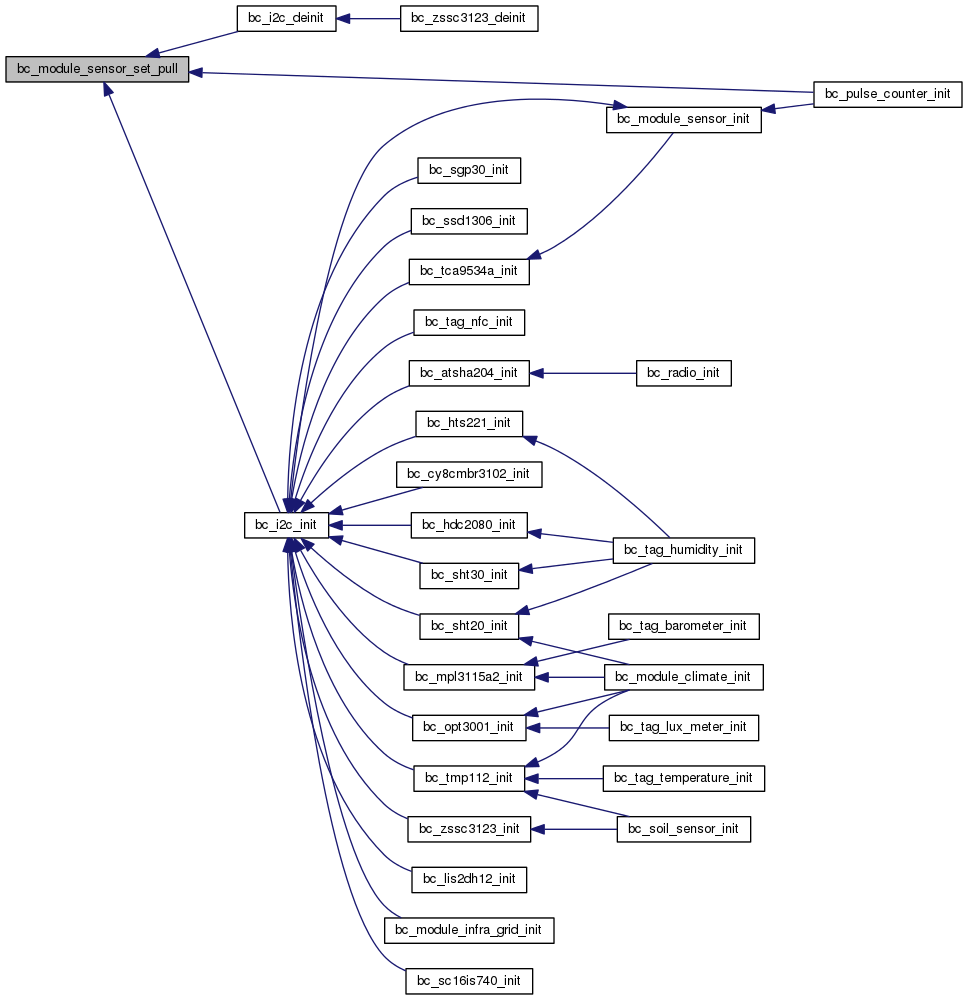 bc_i2c_deinit
bc_zssc3123_deinit
bc_module_sensor_set_pull
bc_pulse_counter_init
bc_module_sensor_init
bc_sgp30_init
bc_ssd1306_init
bc_tca9534a_init
bc_tag_nfc_init
bc_atsha204_init
bc_radio_init
bc_hts221_init
bc_cy8cmbr3102_init
bc_i2c_init
bc_hdc2080_init
bc_tag_humidity_init
bc_sht30_init
bc_sht20_init
bc_tag_barometer_init
bc_mpl3115a2_init
bc_module_climate_init
bc_opt3001_init
bc_tag_lux_meter_init
bc_tmp112_init
bc_tag_temperature_init
bc_zssc3123_init
bc_soil_sensor_init
bc_lis2dh12_init
bc_module_infra_grid_init
bc_sc16is740_init